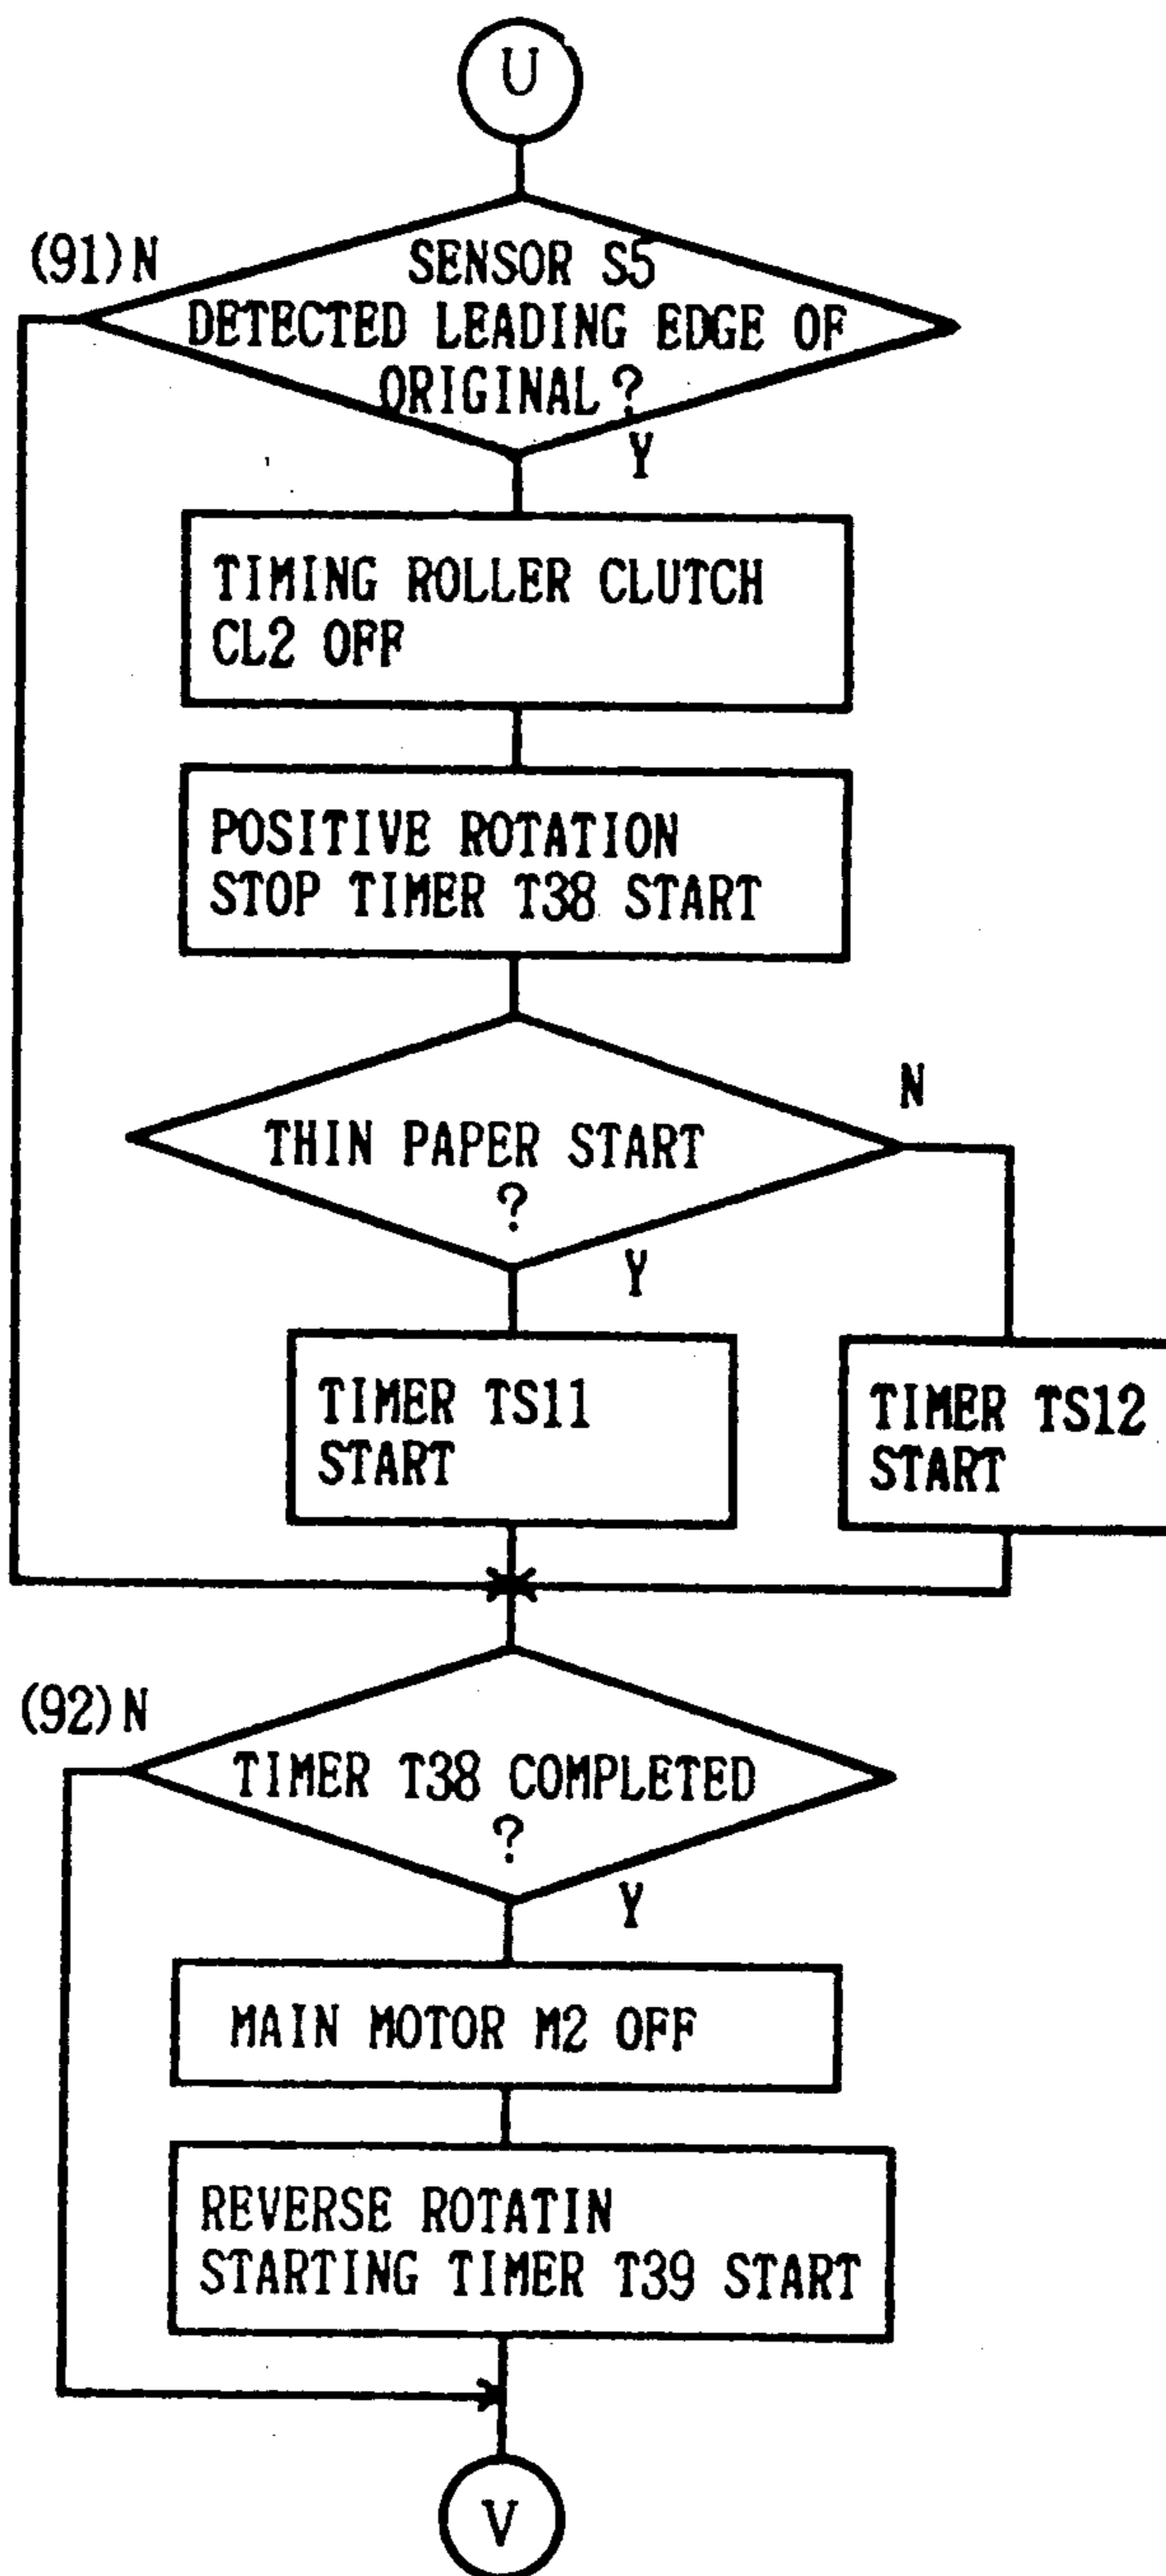 U
(91)N
SENSOR S5
DETECTED LEADING EDGE OF
ORIGINAL?
Y
TIMING ROLLER CLUTCH
CL2 OFF
POSITIVE ROTATION
STOP TIMER T38 START
N
THIN PAPER START
?
Y
TIMER TS11
START
TIMER TS12
START
(92)N
TIMER T38 COMPLETED
?
Y
MAIN MOTOR M2 OFF
REVERSE ROTATIN
STARTING TIMER T39 START
V